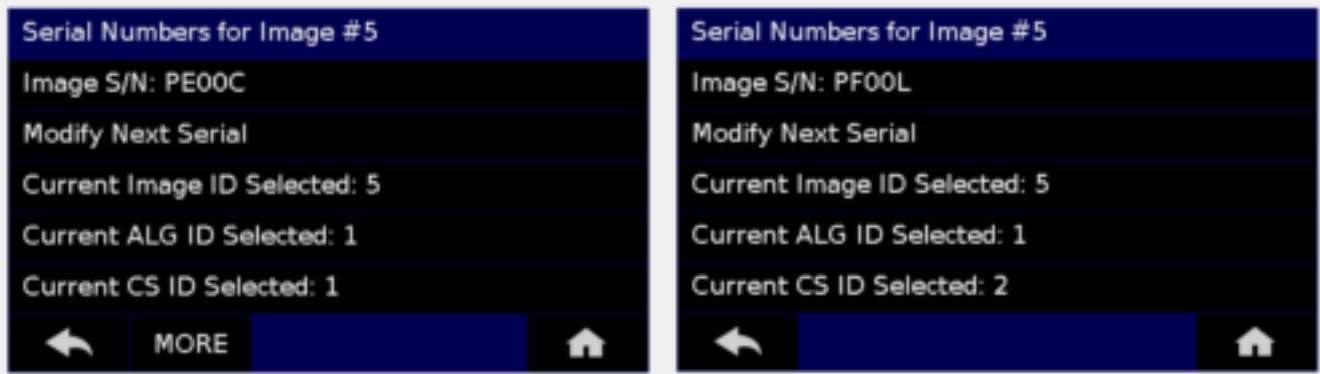 Serial Numbers for Image #5
Image S/N: PE00C
Modify Next Serial
Current Image ID Selected: 5
Current ALG ID Selected: 1
Current CS ID Selected: 1
MORE
Serial Numbers for Image #5
Image S/N: PF00L
Modify Next Serial
Current Image ID Selected: 5
Current ALG ID Selected: 1
Current CS ID Selected: 2